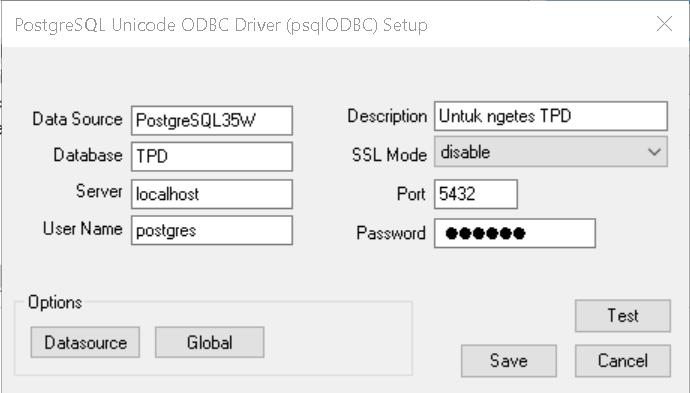 PostgreSQL Unicode ODBC Driver (psqlODBC) Setup
Data Source PostgreSQL35W
Description Untuk ngetes TPD
Database TPD
SSL Mode disable
Server localhost
Port 5432
User Name postgres
Password ●●●●●●
Options
Datasource
Global
Test
Save
Cancel